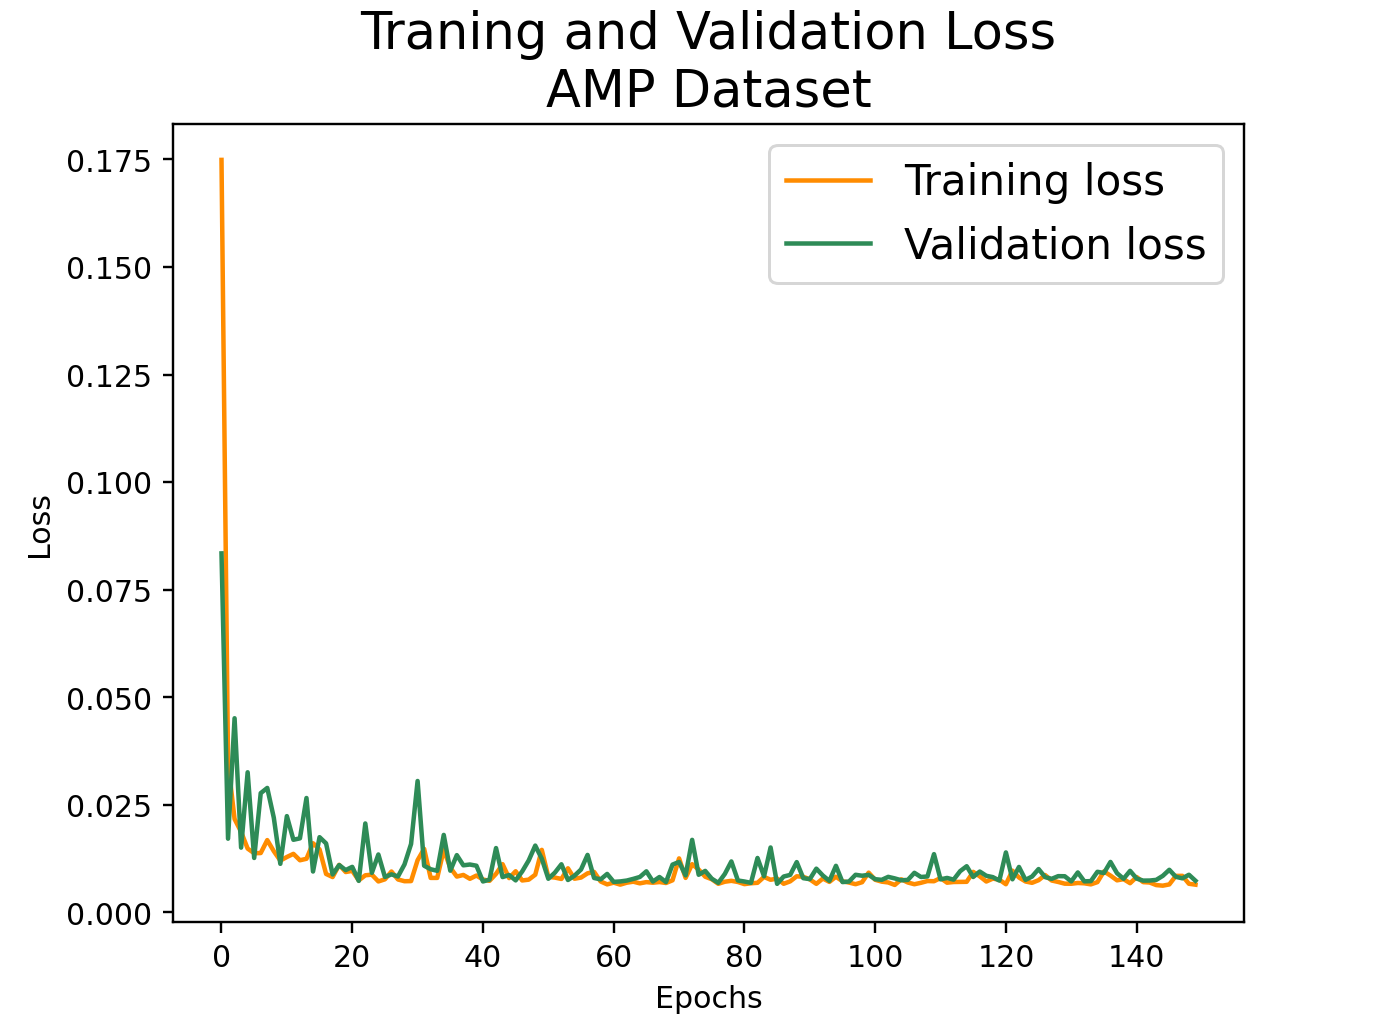 Traning and Validation Loss
AMP Dataset
Training loss
Validation loss
0.175
0.150
0.125
0.100
0.075
0.050
0.025
0.000
Loss
0 20 40 60 80 100 120 140
Epochs